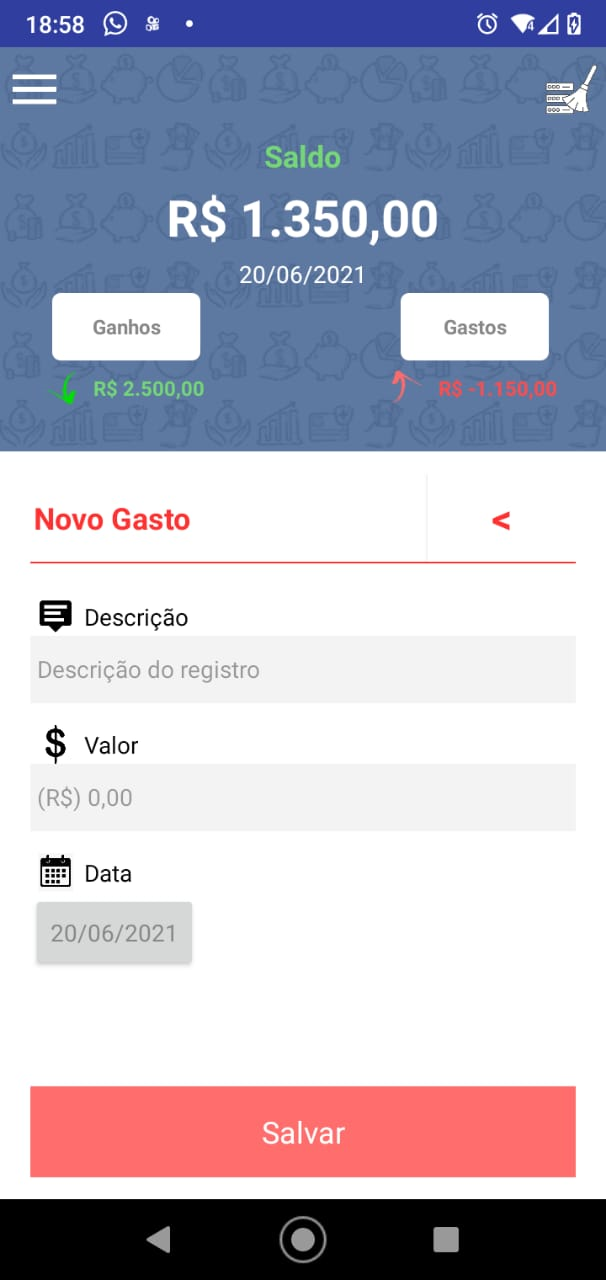 18:58
4
Saldo
R$ 1.350,00
20/06/2021
Ganhos
Gastos
R$ 2.500,00
R$ -1.150,00
Novo Gasto
<
Descrição
Descrição do registro
$ Valor
(R$) 0,00
Data
20/06/2021
Salvar